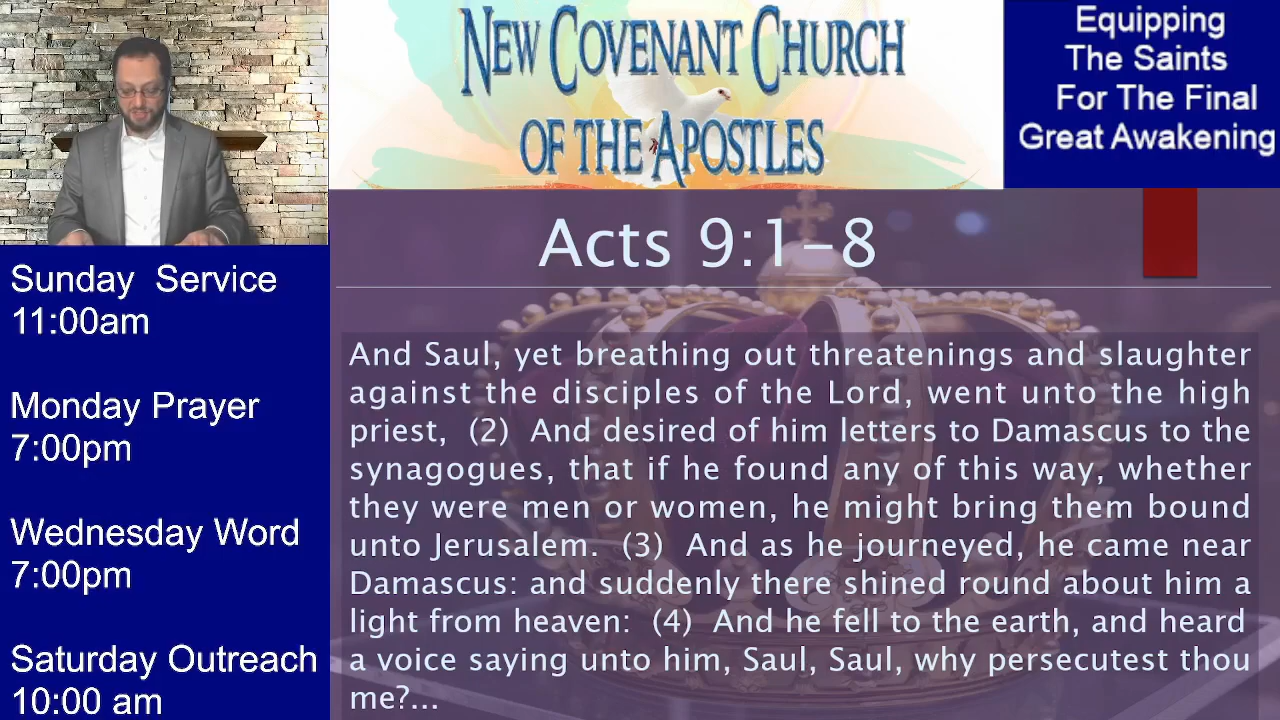 NEW COVENANT CHURCH
OF THE APOSTLES
Equipping
The Saints
For The Final
Great Awakening
Sunday Service
11:00am
Monday Prayer
7:00pm
Wednesday Word
7:00pm
Saturday Outreach
10:00 am
Acts 9:1-8
And Saul, yet breathing out threatenings and slaughter
against the disciples of the Lord, went unto the high
priest, (2) And desired of him letters to Damascus to the
synagogues, that if he found any of this way, whether
they were men or women, he might bring them bound
unto Jerusalem. (3) And as he journeyed, he came near
Damascus: and suddenly there shined round about him a
light from heaven: (4) And he fell to the earth, and heard
a voice saying unto him, Saul, Saul, why persecutest thou
me?...